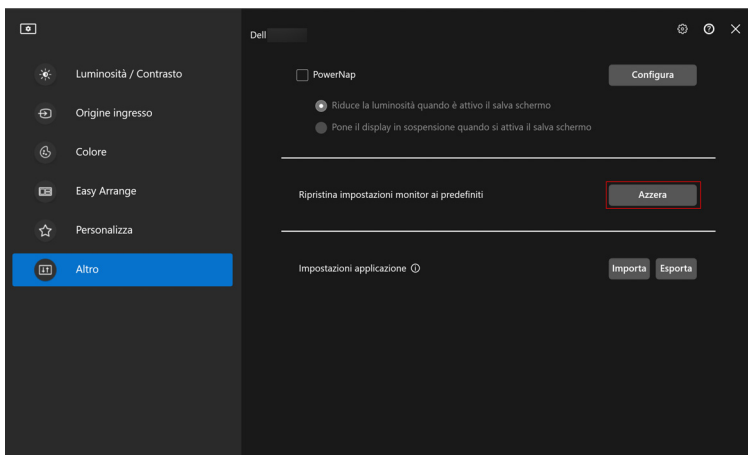 Dell
Luminosità / Contrasto
Origine ingresso
Colore
Easy Arrange
Personalizza
Altro
PowerNap
Configura
Riduce la luminosità quando è attivo il salva schermo
Pone il display in sospensione quando si attiva il salva schermo
Ripristina impostazioni monitor ai predefiniti
Azzera
Impostazioni applicazione
Importa
Esporta